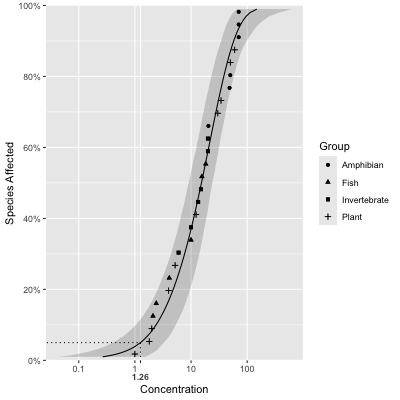 100%
80%
60%
40%
20%
0%
Species Affected
0.1
1
10
100
1.26
Concentration
Group
Amphibian
Fish
Invertebrate
Plant